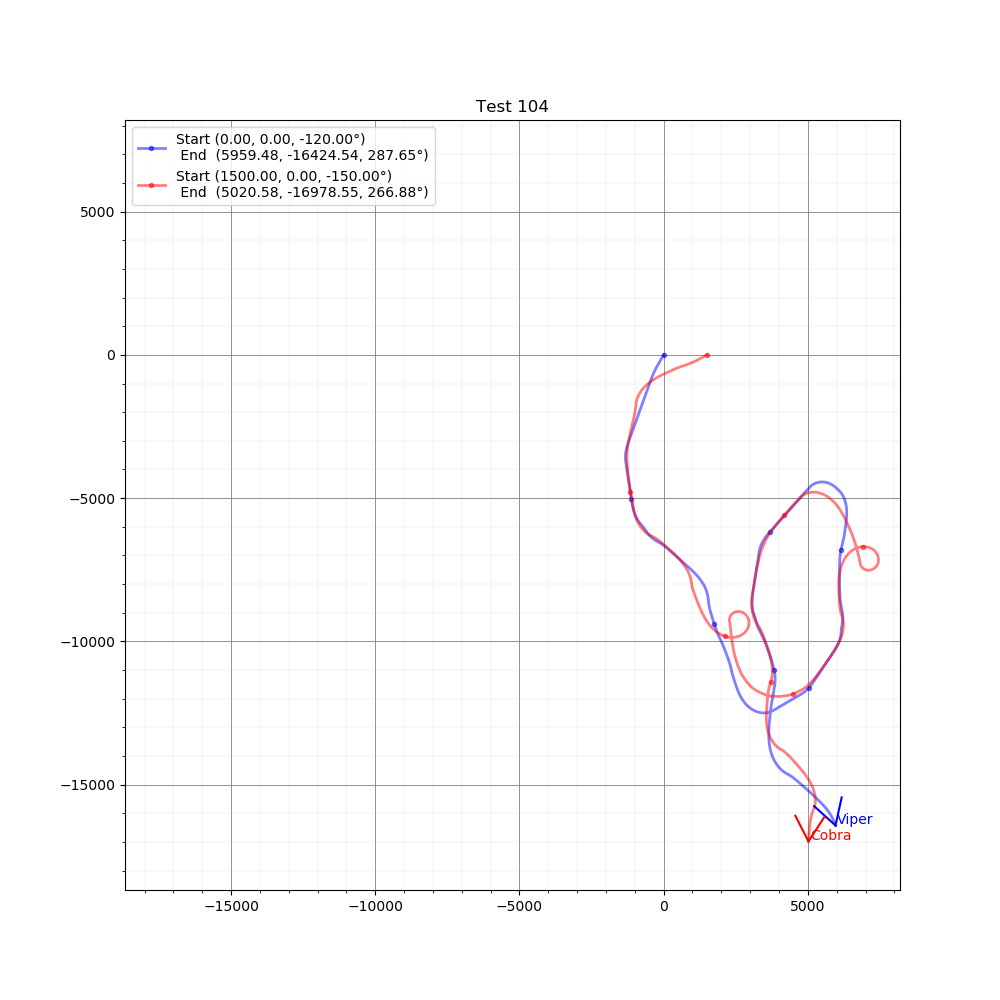 Test 104
Start (0.00, 0.00, -120.00°)
End  (5959.48, -16424.54, 287.65°)
Start (1500.00, 0.00, -150.00°)
End  (5020.58, -16978.55, 266.88°)
5000
0
−5000
−10000
−15000
Viper
Cobra
−15000 −10000 −5000 0 5000